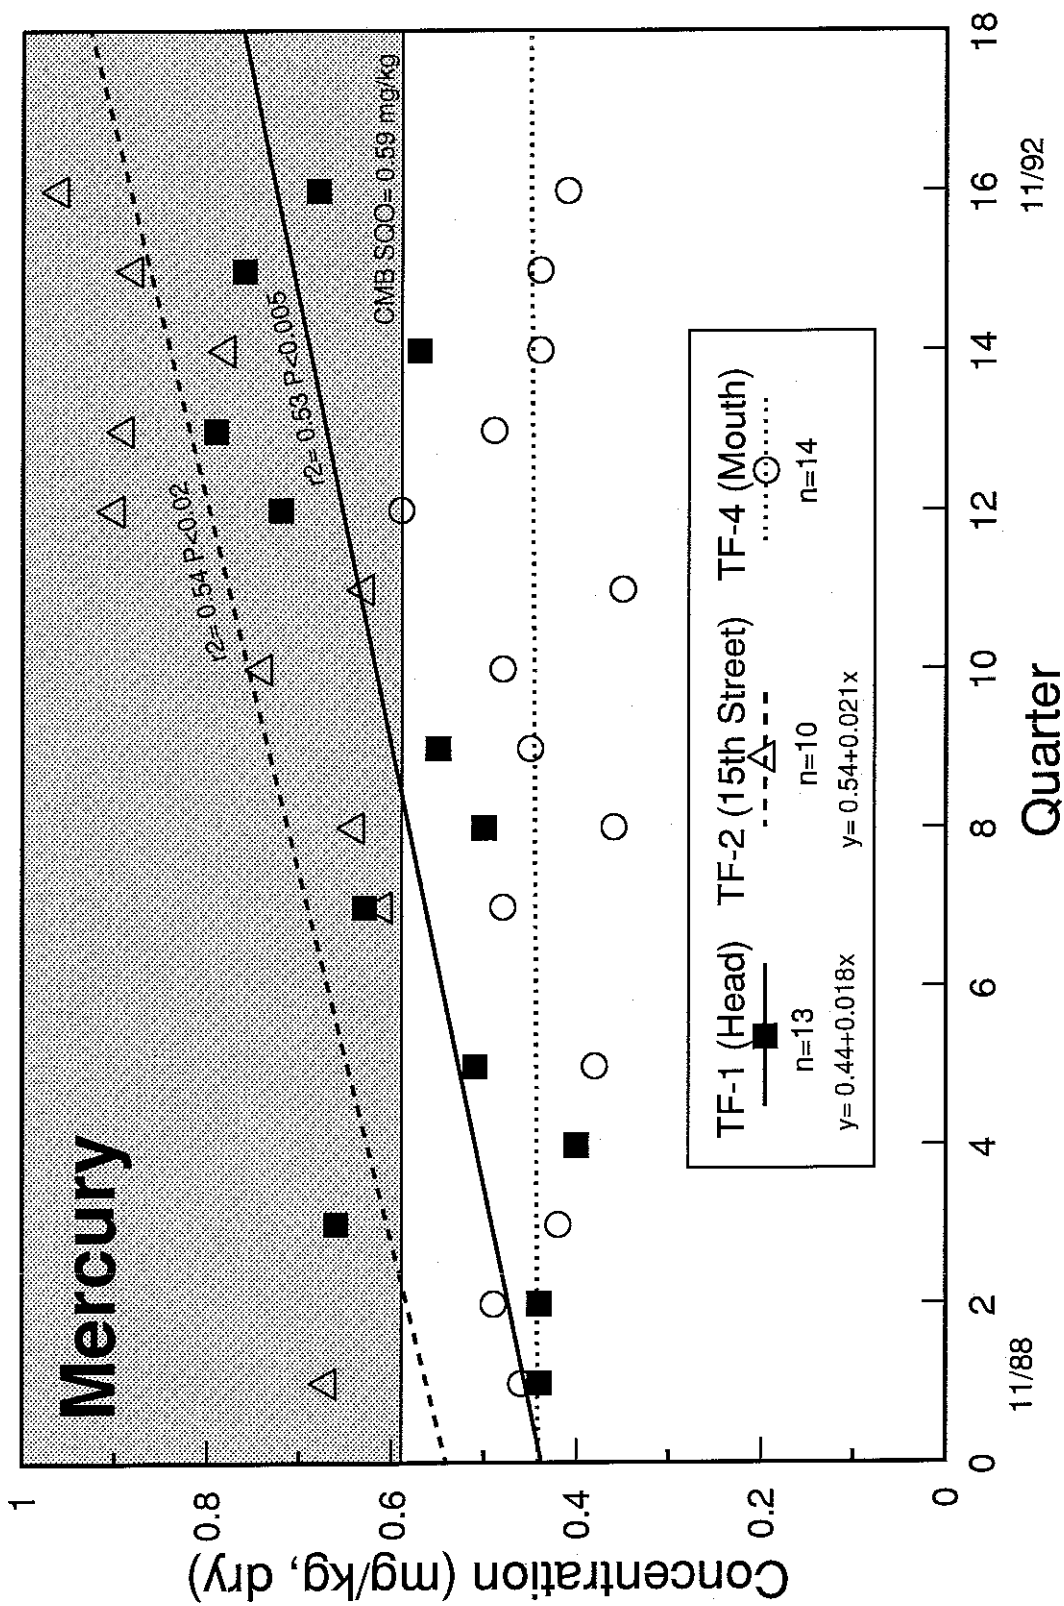 Mercury
Concentration (mg/kg, dry)
1
0.8
0.6
0.4
0.2
0
r2= 0.54 P<0.02
r2= 0.53 P<0.005
CMB SQO= 0.59 mg/kg
TF-1 (Head) TF-2 (15th Street) TF-4 (Mouth)
n=13 n=10 n=14
y= 0.44+0.018x y= 0.54+0.021x
0 2 4 6 8 10 12 14 16 18
11/88 11/92
Quarter